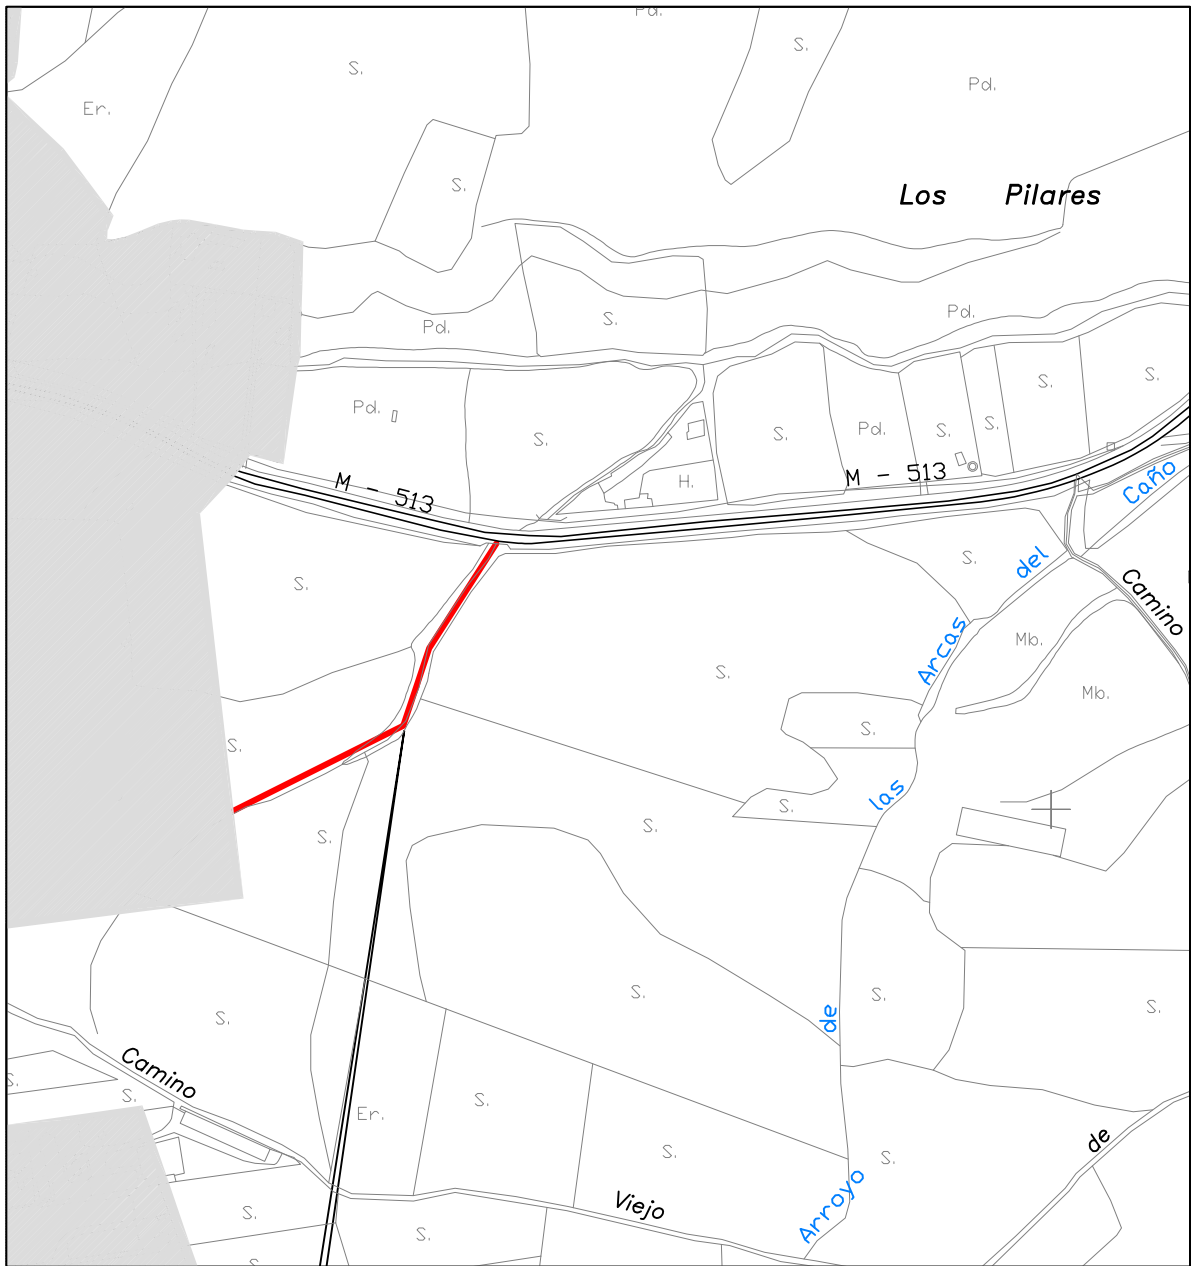 Pd.
S.
S.
Pd.
Er.
S.
Los Pilares
Pd.
S.
Pd.
S.
S.
Pd.
S.
S.
Pd.
S.
S.
S.
H.
M - 513
M - 513
Arroyo de las Arcas del Caño
S.
S.
Camino
Mb.
S.
Mb.
S.
S.
S.
S.
S.
S.
S.
S.
S.
S.
Camino Viejo de
S.
S.
Er.
S.
S.
S.
S.
S.
S.